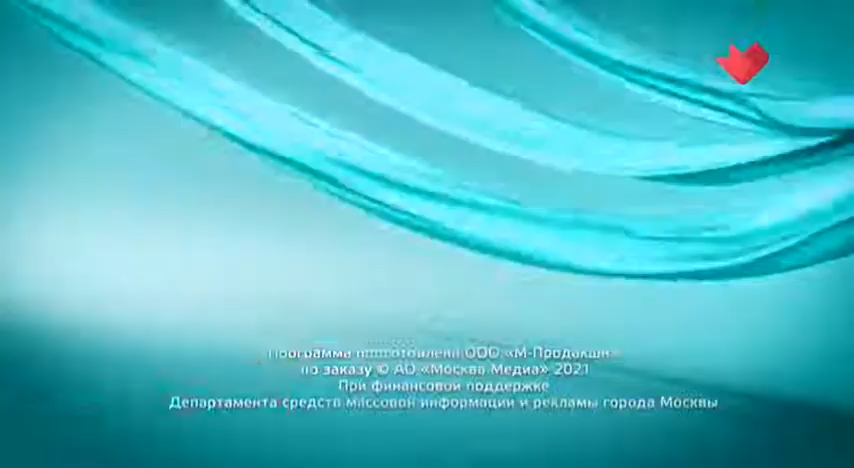 Программа подготовлена ООО «М-Продакшн»
по заказу © АО «Москва Медиа» 2021
При финансовой поддержке
Департамента средств массовой информации и рекламы города Москвы